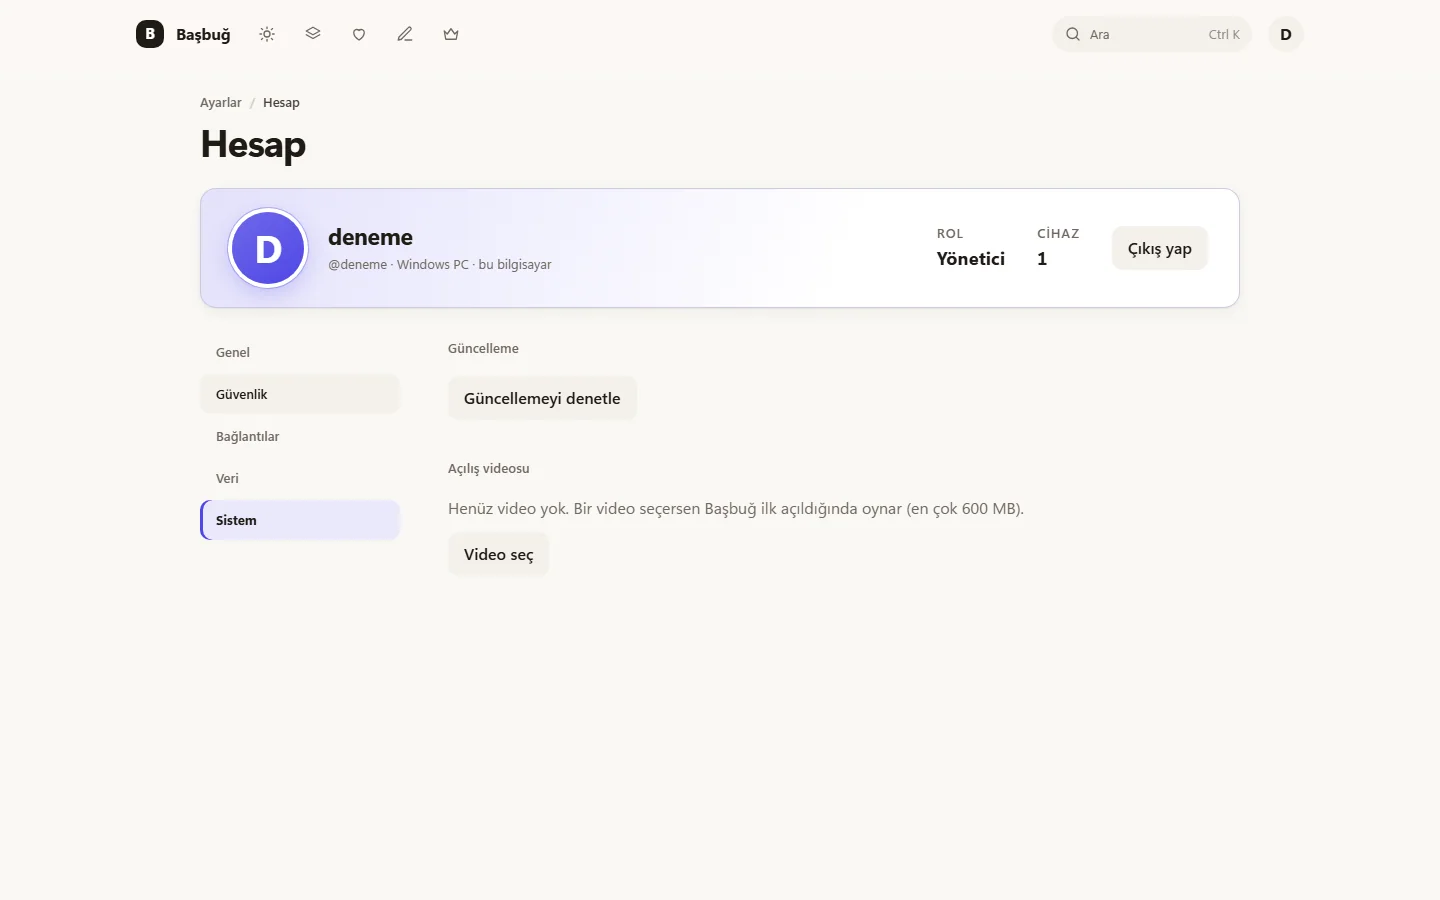 B Başbuğ Ara Ctrl K D
Ayarlar / Hesap
Hesap
D
deneme
@deneme · Windows PC · bu bilgisayar
ROL
Yönetici
CİHAZ
1
Çıkış yap
Genel
Güvenlik
Bağlantılar
Veri
Sistem
Güncelleme
Güncellemeyi denetle
Açılış videosu
Henüz video yok. Bir video seçersen Başbuğ ilk açıldığında oynar (en çok 600 MB).
Video seç